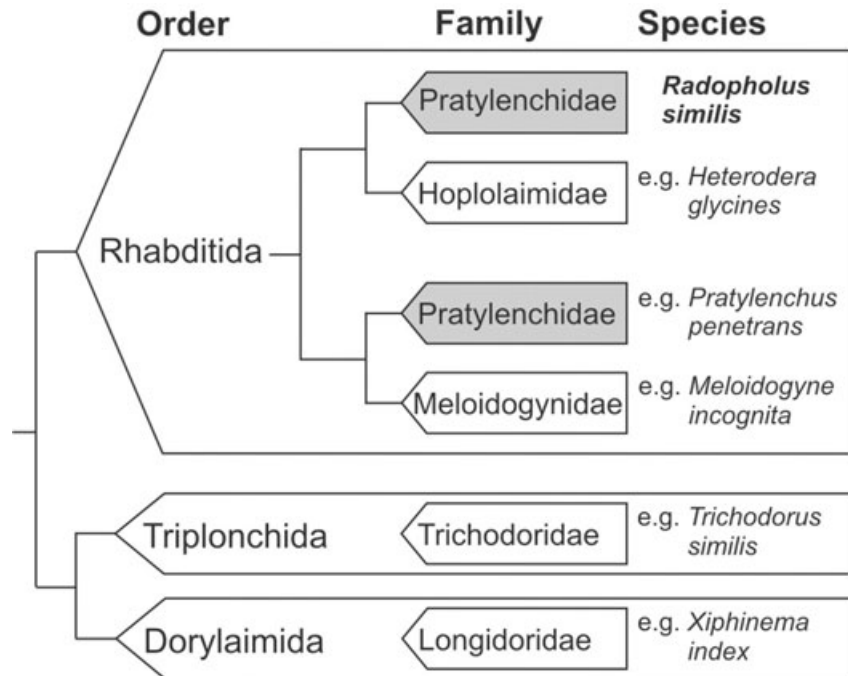 Order Family Species
Pratylenchidae Radopholus
similis
Hoplolaimidae e.g. Heterodera
glycines
Rhabditida
Pratylenchidae e.g. Pratylenchus
penetrans
Meloidogynidae e.g. Meloidogyne
incognita
Triplonchida Trichodoridae e.g. Trichodorus
similis
Dorylaimida Longidoridae e.g. Xiphinema
index